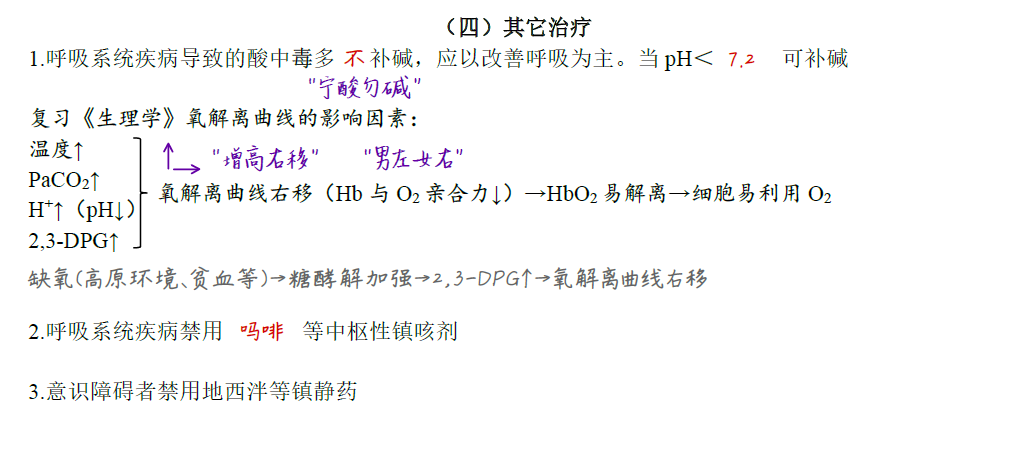 （四）其它治疗
1.呼吸系统疾病导致的酸中毒多 不 补碱，应以改善呼吸为主。当 pH＜ 7.2 可补碱
"宁酸勿碱"
复习《生理学》氧解离曲线的影响因素：
温度↑
"增高右移" "男左女右"
PaCO₂↑
氧解离曲线右移（Hb 与 O₂ 亲合力↓）→HbO₂ 易解离→细胞易利用 O₂
H⁺↑（pH↓）
2,3-DPG↑
缺氧(高原环境、贫血等)→糖酵解加强→2,3-DPG↑→氧解离曲线右移
2.呼吸系统疾病禁用 吗啡 等中枢性镇咳剂
3.意识障碍者禁用地西泮等镇静药